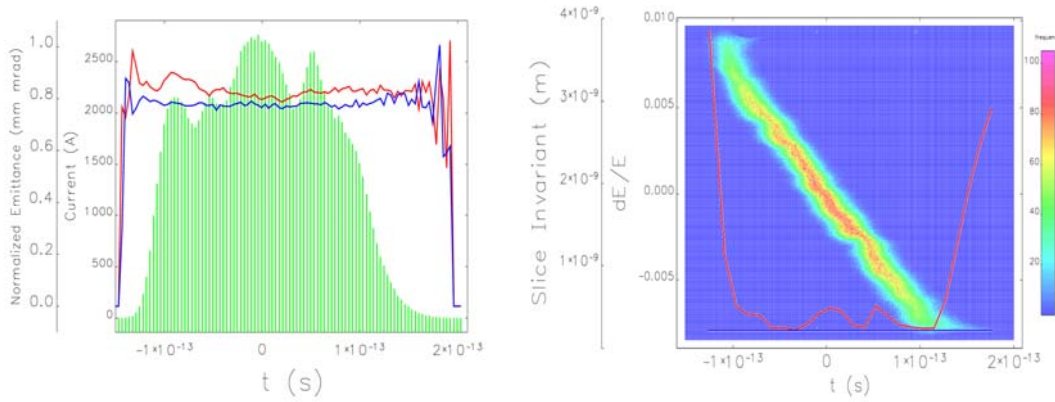 Normalized Emittance (mm mrad)
1.0
0.8
0.6
0.4
0.2
0.0
Current (A)
2500
2000
1500
1000
500
0
−1×10⁻¹³ 0 1×10⁻¹³ 2×10⁻¹³
t (s)
Slice Invariant (m)
4×10⁻⁹
3×10⁻⁹
2×10⁻⁹
1×10⁻⁹
dE/E
0.010
0.005
0.000
−0.005
−1×10⁻¹³ 0 1×10⁻¹³ 2×10⁻¹³
t (s)
Frequen
100
80
60
40
20